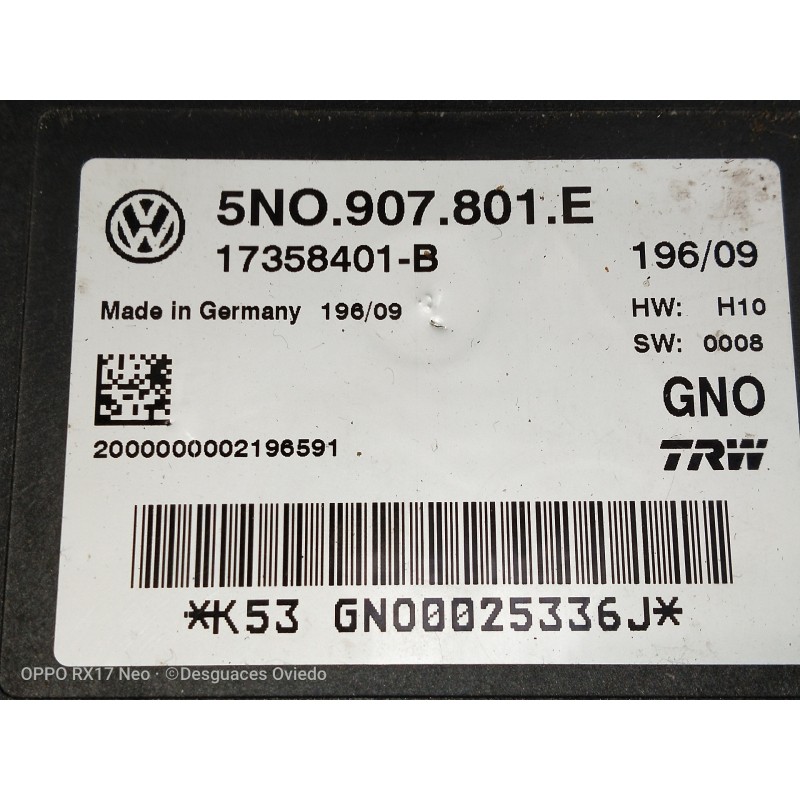 5NO.907.801.E
17358401-B 196/09
Made in Germany 196/09 HW: H10
SW: 0008
GNO
2000000002196591 TRW
*K53 GNO0025336J*
OPPO RX17 Neo · ©Desguaces Oviedo